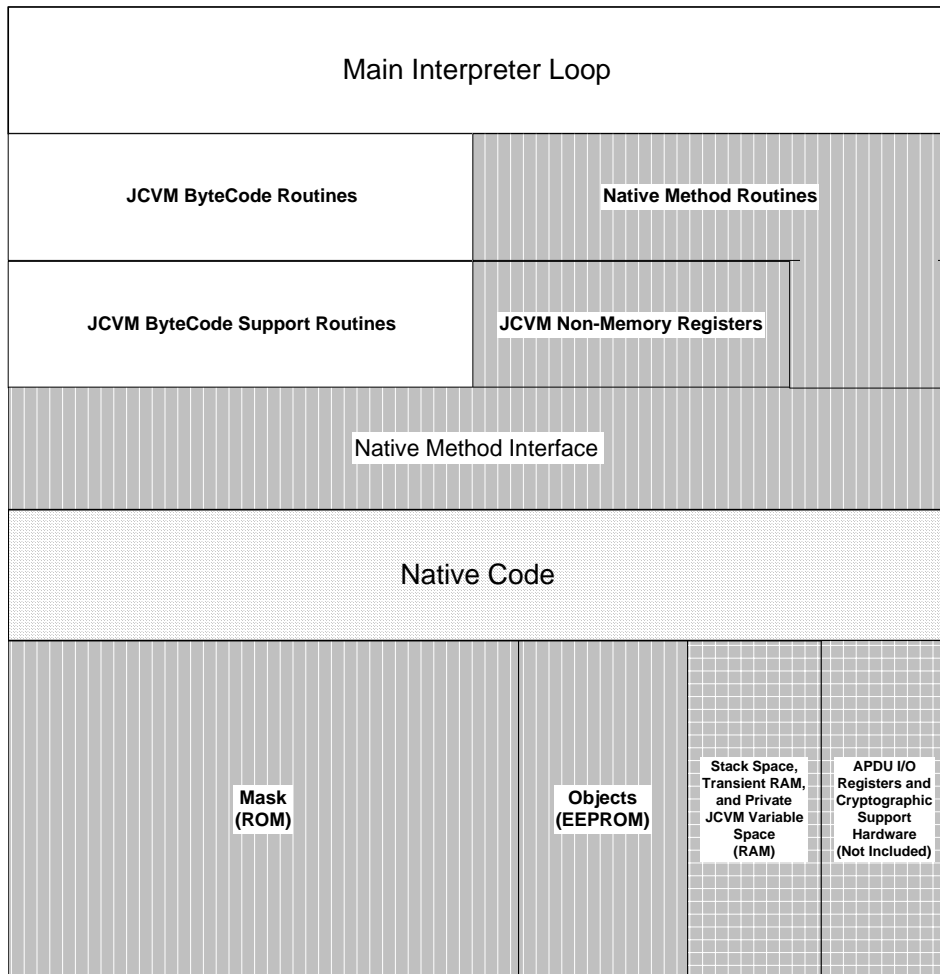 Main Interpreter Loop
JCVM ByteCode Routines
Native Method Routines
JCVM ByteCode Support Routines
JCVM Non-Memory Registers
Native Method Interface
Native Code
Mask
(ROM)
Objects
(EEPROM)
Stack Space,
Transient RAM,
and Private
JCVM Variable
Space
(RAM)
APDU I/O
Registers and
Cryptographic
Support
Hardware
(Not Included)